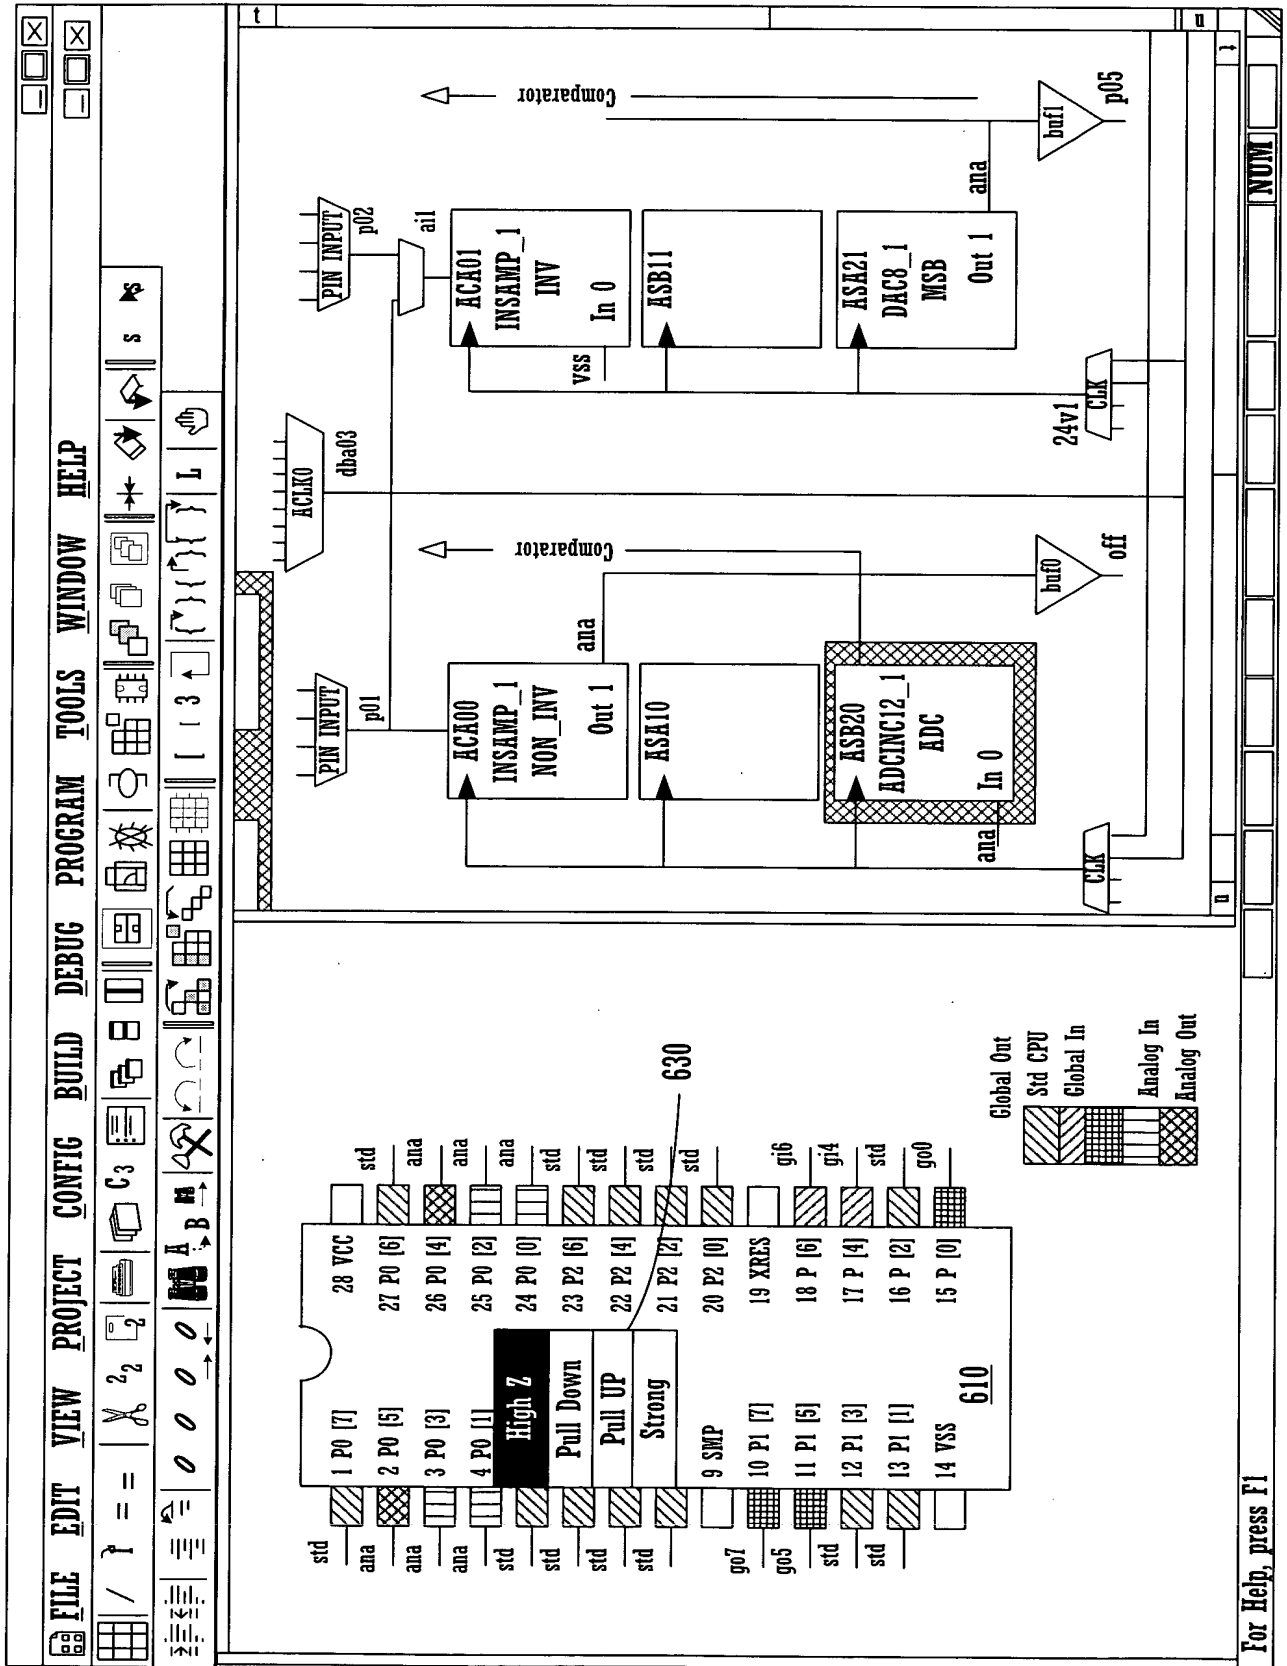 FILE EDIT VIEW PROJECT CONFIG BUILD DEBUG PROGRAM TOOLS WINDOW HELP
2 2
2
C 3
s
s
A
B
[ [ 3
L
1 P0 [7]
2 P0 [5]
3 P0 [3]
4 P0 [1]
High Z
Pull Down
Pull UP
Strong
9 SMP
10 P1 [7]
11 P1 [5]
12 P1 [3]
13 P1 [1]
14 VSS
std
ana
ana
ana
std
std
std
std
go7
go5
std
std
28 VCC
27 P0 [6]
26 P0 [4]
25 P0 [2]
24 P0 [0]
23 P2 [6]
22 P2 [4]
21 P2 [2]
20 P2 [0]
19 XRES
18 P [6]
17 P [4]
16 P [2]
15 P [0]
std
ana
ana
ana
std
std
std
std
gi6
gi4
std
go0
610
630
Global Out
Std CPU
Global In
Analog In
Analog Out
PIN INPUT
p01
ACLK0
dba03
PIN INPUT
p02
ai1
ACA00
INSAMP_1
NON_INV
Out 1
ana
Comparator
ASA10
ASB20
ADCINC12_1
ADC
In 0
ana
buf0
off
CLK
ACA01
INSAMP_1
INV
In 0
vss
ASB11
ASA21
DAC8_1
MSB
Out 1
ana
Comparator
buf1
p05
24v1
CLK
t
n
n
t
For Help, press F1
NUM